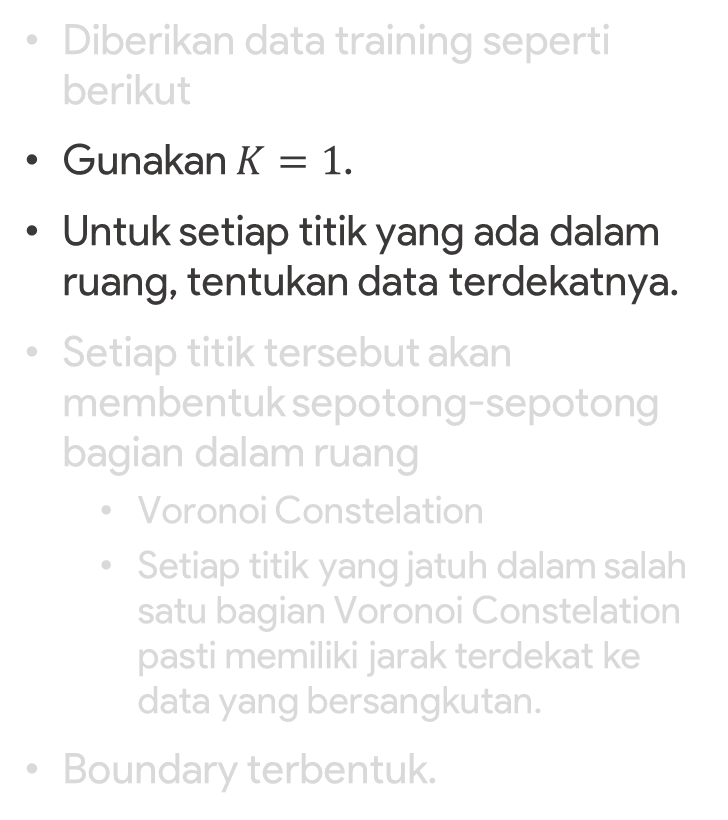 • Diberikan data training seperti
berikut
• Gunakan K = 1.
• Untuk setiap titik yang ada dalam
ruang, tentukan data terdekatnya.
• Setiap titik tersebut akan
membentuk sepotong-sepotong
bagian dalam ruang
• Voronoi Constelation
• Setiap titik yang jatuh dalam salah
satu bagian Voronoi Constelation
pasti memiliki jarak terdekat ke
data yang bersangkutan.
• Boundary terbentuk.